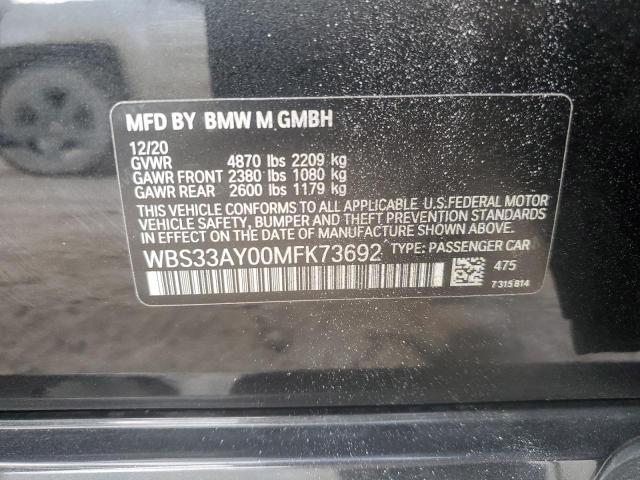 MFD BY BMW M GMBH
12/20
GVWR 4870 lbs 2209 kg
GAWR FRONT 2380 lbs 1080 kg
GAWR REAR 2600 lbs 1179 kg
THIS VEHICLE CONFORMS TO ALL APPLICABLE U.S.FEDERAL MOTOR
VEHICLE SAFETY, BUMPER AND THEFT PREVENTION STANDARDS
IN EFFECT ON THE DATE OF MANUFACTURE SHOWN ABOVE.
WBS33AY00MFK73692 TYPE: PASSENGER CAR
475
7315814